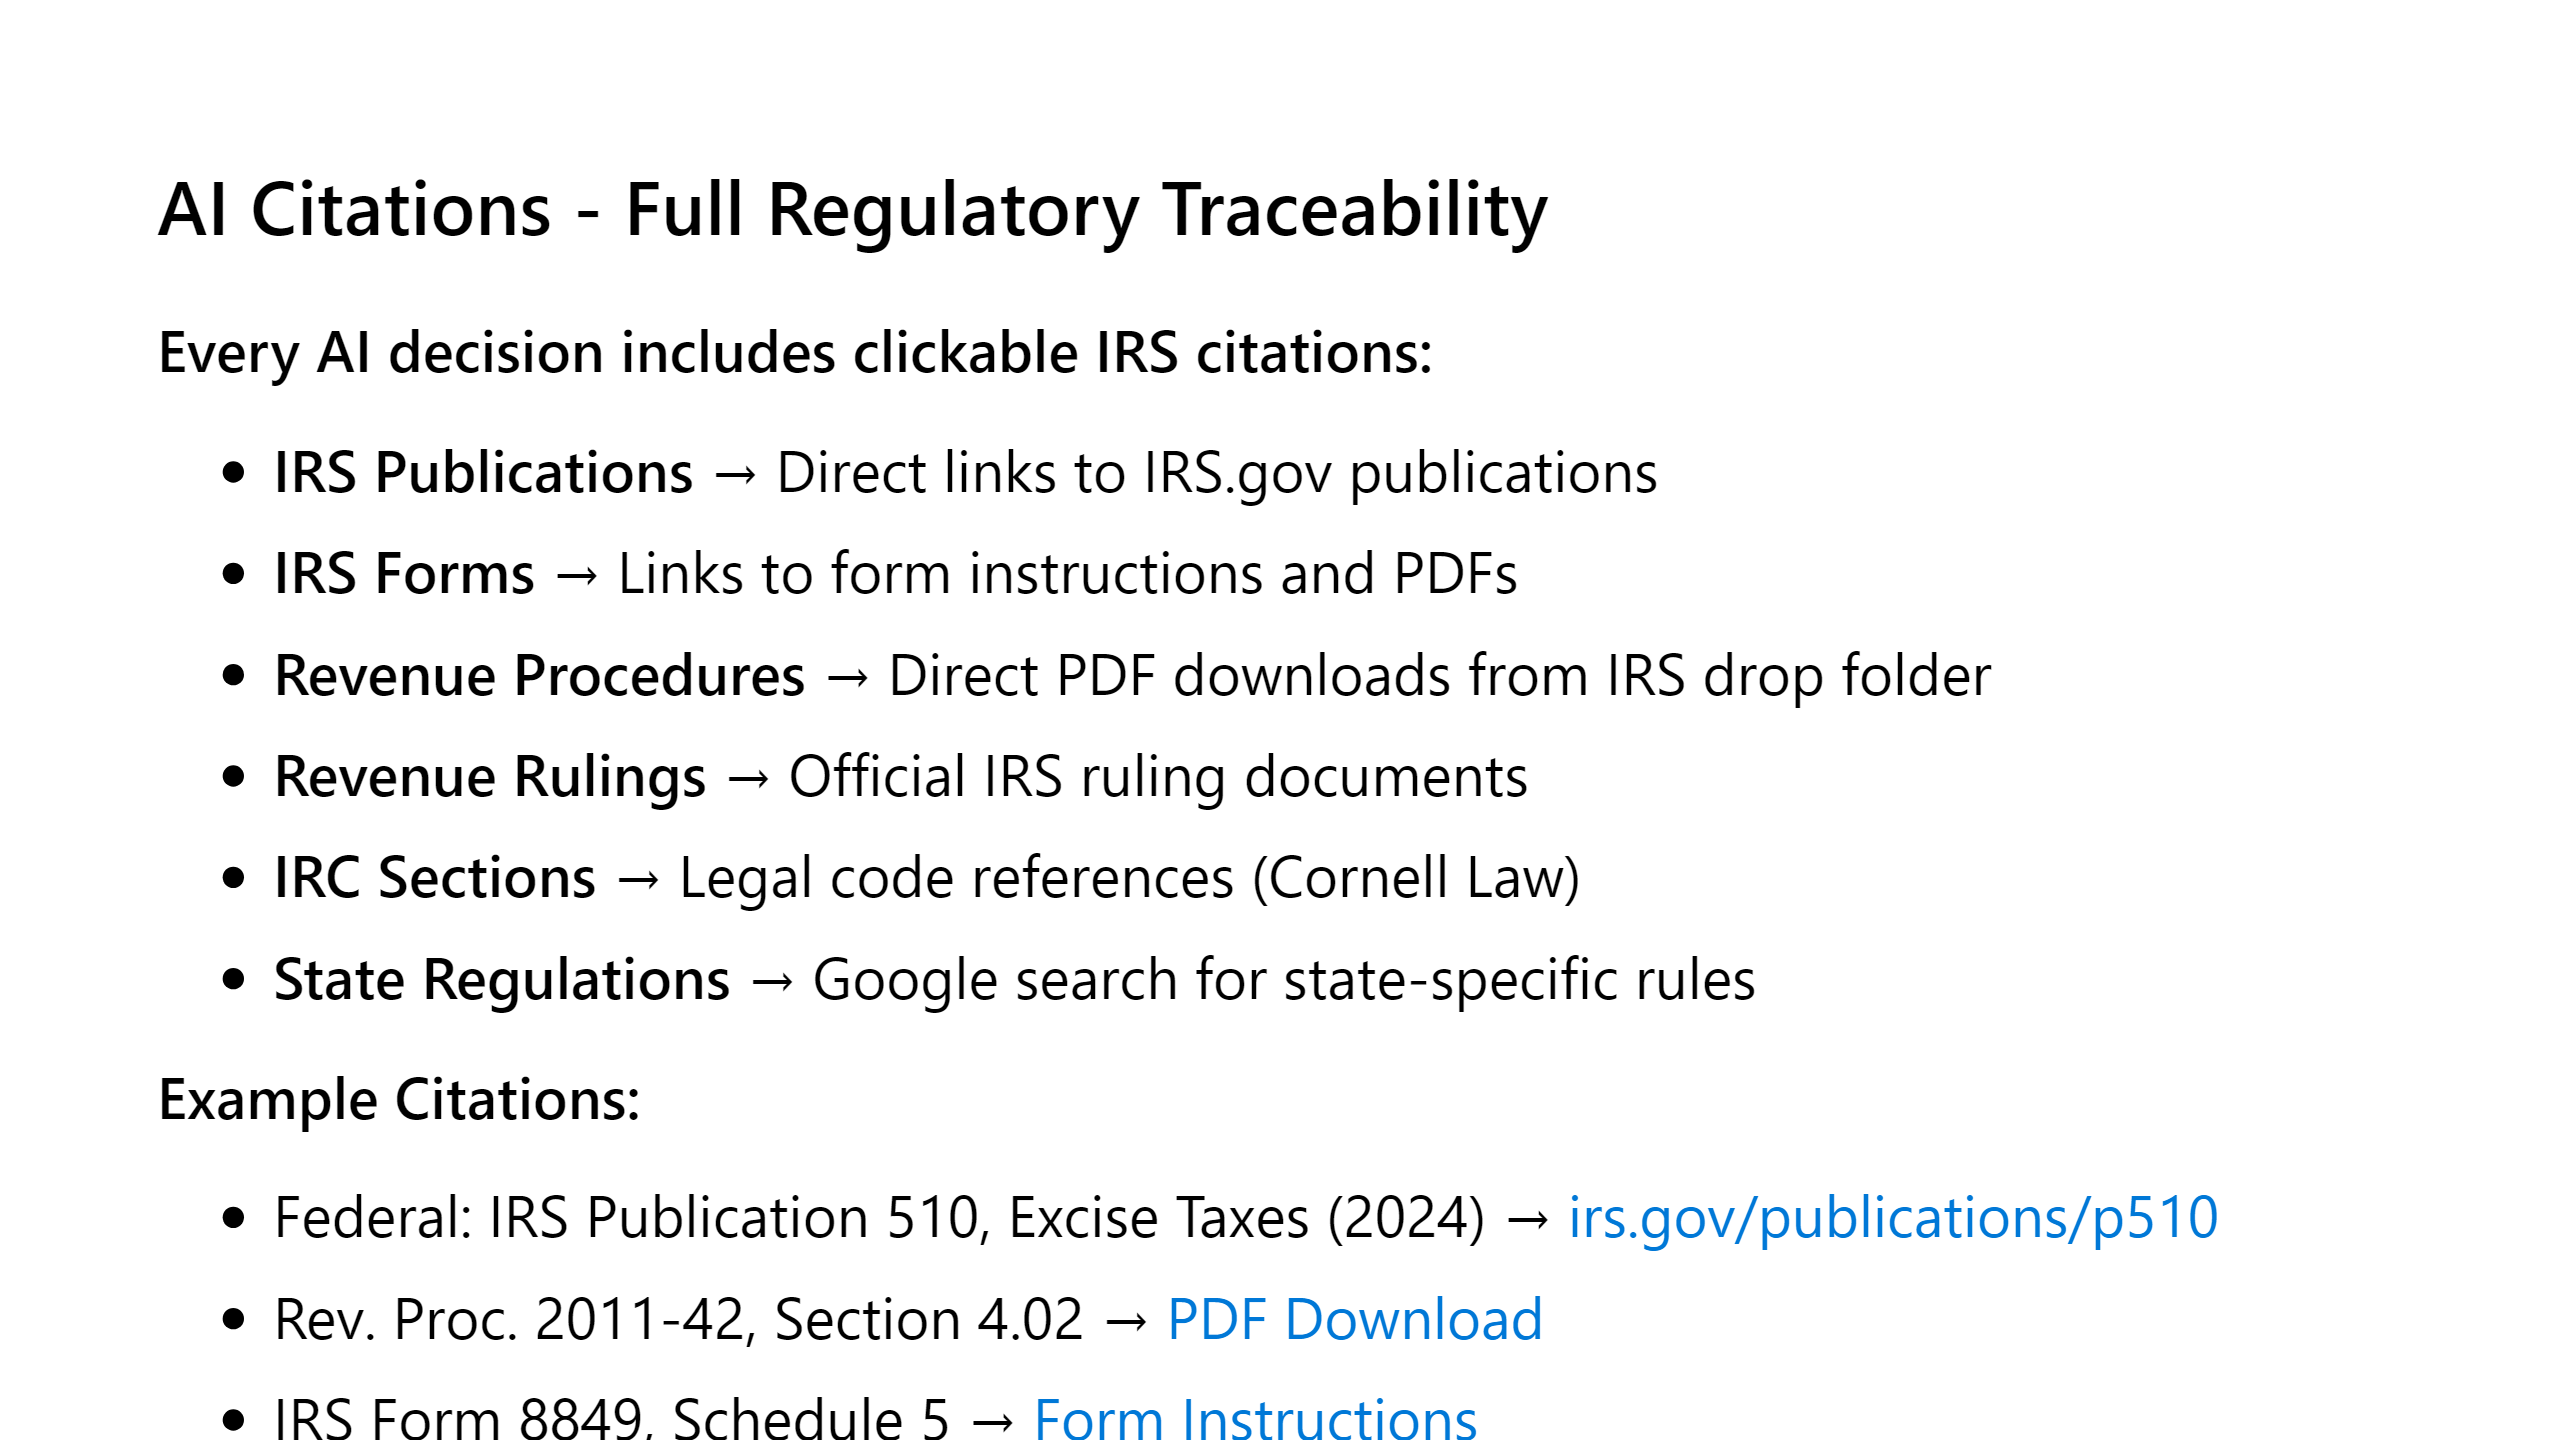 AI Citations - Full Regulatory Traceability
Every AI decision includes clickable IRS citations:
• IRS Publications → Direct links to IRS.gov publications
• IRS Forms → Links to form instructions and PDFs
• Revenue Procedures → Direct PDF downloads from IRS drop folder
• Revenue Rulings → Official IRS ruling documents
• IRC Sections → Legal code references (Cornell Law)
• State Regulations → Google search for state-specific rules
Example Citations:
• Federal: IRS Publication 510, Excise Taxes (2024) → irs.gov/publications/p510
• Rev. Proc. 2011-42, Section 4.02 → PDF Download
• IRS Form 8849, Schedule 5 → Form Instructions